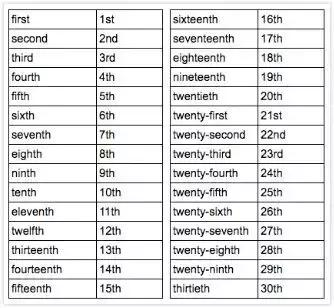 first 1st
second 2nd
third 3rd
fourth 4th
fifth 5th
sixth 6th
seventh 7th
eighth 8th
ninth 9th
tenth 10th
eleventh 11th
twelfth 12th
thirteenth 13th
fourteenth 14th
fifteenth 15th
sixteenth 16th
seventeenth 17th
eighteenth 18th
nineteenth 19th
twentieth 20th
twenty-first 21st
twenty-second 22nd
twenty-third 23rd
twenty-fourth 24th
twenty-fifth 25th
twenty-sixth 26th
twenty-seventh 27th
twenty-eighth 28th
twenty-ninth 29th
thirtieth 30th